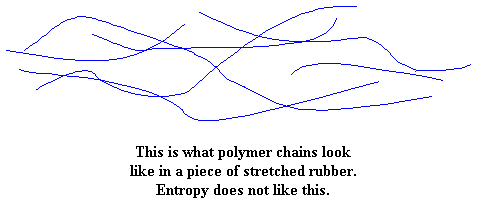 This is what polymer chains look
like in a piece of stretched rubber.
Entropy does not like this.